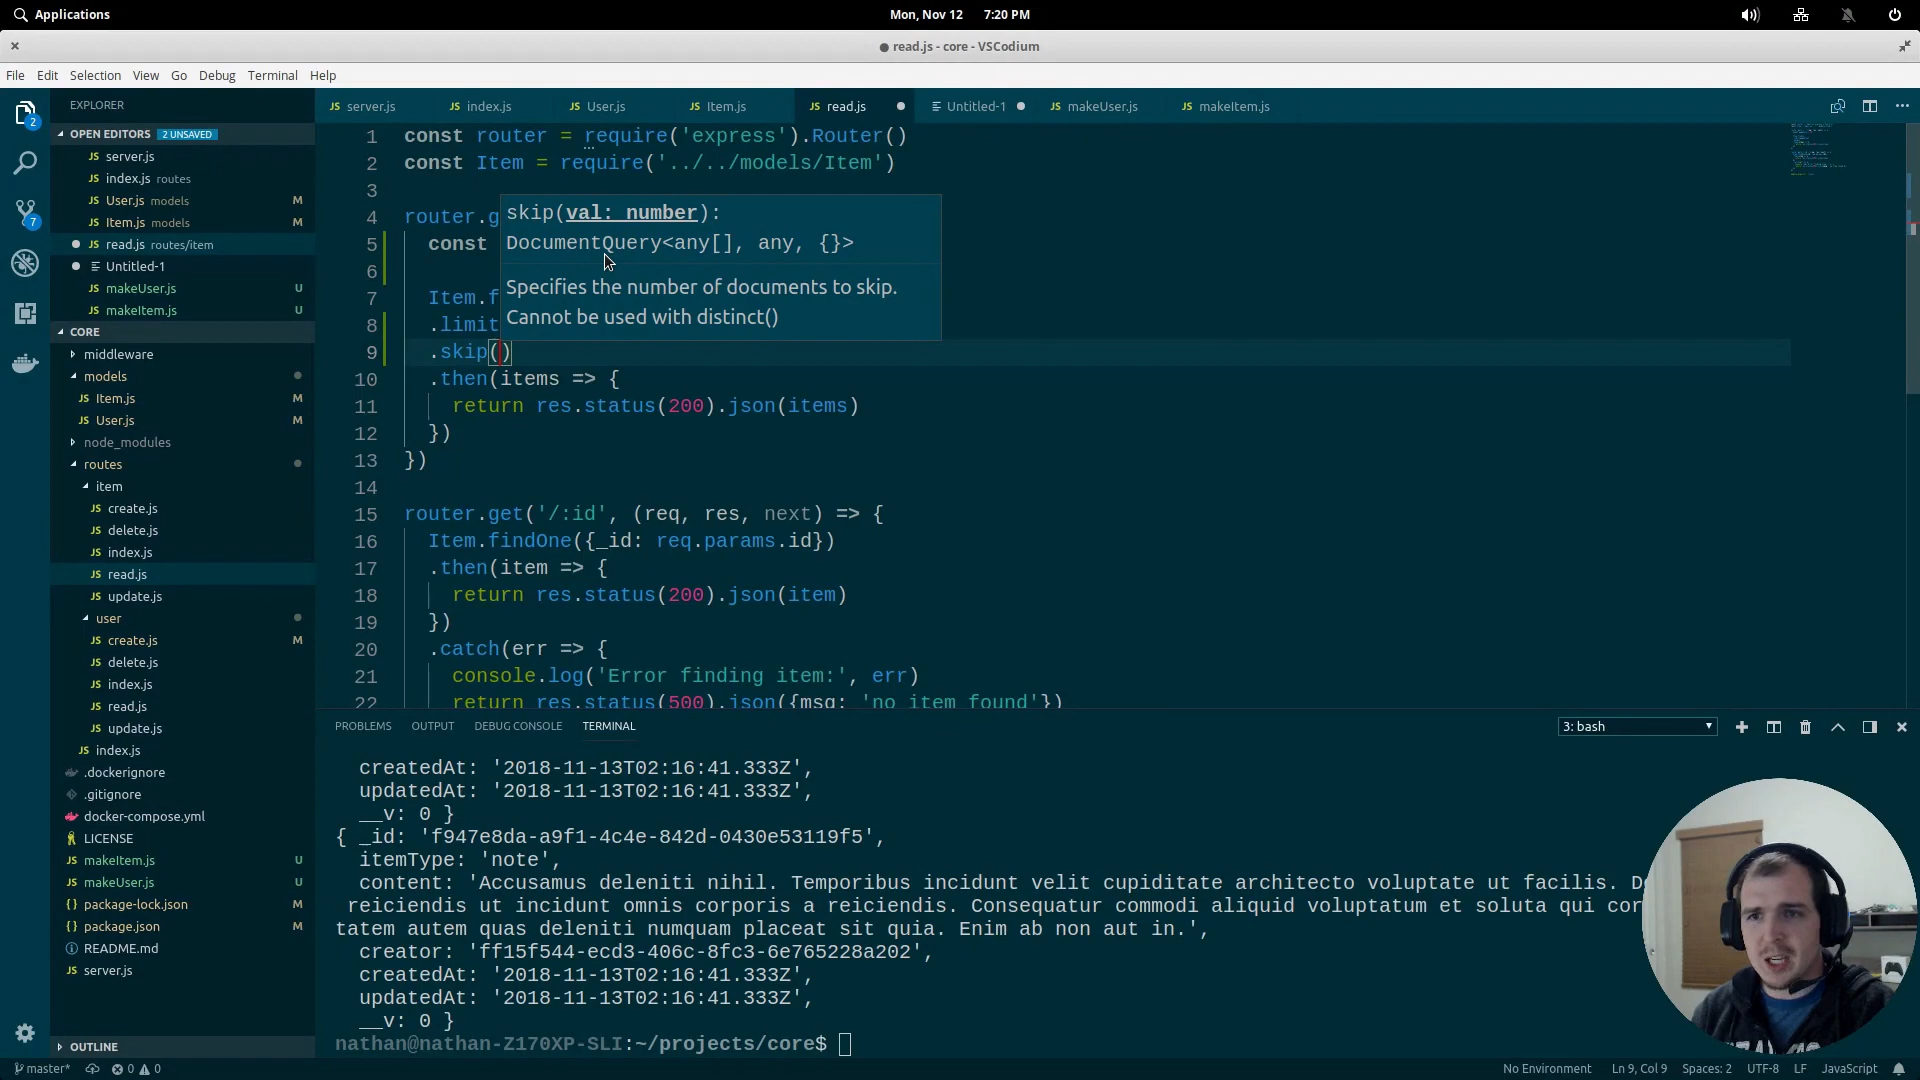 Applications
Mon, Nov 12 7:20 PM
read.js - core - VSCodium
File Edit Selection View Go Debug Terminal Help
EXPLORER
OPEN EDITORS 2 UNSAVED
JS server.js
JS index.js routes
JS User.js models M
JS Item.js models M
JS read.js routes/item
Untitled-1
JS makeUser.js U
JS makeItem.js U
CORE
middleware
models
JS Item.js M
JS User.js M
node_modules
routes
item
JS create.js
JS delete.js
JS index.js
JS read.js
JS update.js
user
JS create.js M
JS delete.js
JS index.js
JS read.js
JS update.js
JS index.js
.dockerignore
.gitignore
docker-compose.yml
LICENSE
JS makeItem.js U
JS makeUser.js U
package-lock.json
package.json
README.md
JS server.js
OUTLINE
2
7
JS server.js JS index.js JS User.js JS Item.js JS read.js Untitled-1 JS makeUser.js JS makeItem.js
1 const router = require('express').Router()
2 const Item = require('../../models/Item')
3
4 router.g
5 const
6
7 Item.f
8 .limit
9 .skip()
10 .then(items => {
11 return res.status(200).json(items)
12 })
13 })
14
15 router.get('/:id', (req, res, next) => {
16 Item.findOne({_id: req.params.id})
17 .then(item => {
18 return res.status(200).json(item)
19 })
20 .catch(err => {
21 console.log('Error finding item:', err)
22 return res.status(500).json({msg: 'no item found'})
skip(val: number):
DocumentQuery<any[], any, {}>
Specifies the number of documents to skip.
Cannot be used with distinct()
PROBLEMS OUTPUT DEBUG CONSOLE TERMINAL 3: bash
createdAt: '2018-11-13T02:16:41.333Z',
updatedAt: '2018-11-13T02:16:41.333Z',
__v: 0 }
{ _id: 'f947e8da-a9f1-4c4e-842d-0430e53119f5',
itemType: 'note',
content: 'Accusamus deleniti nihil. Temporibus incidunt velit cupiditate architecto voluptate ut facilis.
reiciendis ut incidunt omnis corporis a reiciendis. Consequatur commodi aliquid voluptatum et soluta qui
tatem autem quas deleniti numquam placeat sit quia. Enim ab non aut in.',
creator: 'ff15f544-ecd3-406c-8fc3-6e765228a202',
createdAt: '2018-11-13T02:16:41.333Z',
updatedAt: '2018-11-13T02:16:41.333Z',
__v: 0 }
nathan@nathan-Z170XP-SLI:~/projects/core$
master* 0 0 No Environment Ln 9, Col 9 Spaces: 2 UTF-8 LF JavaScript